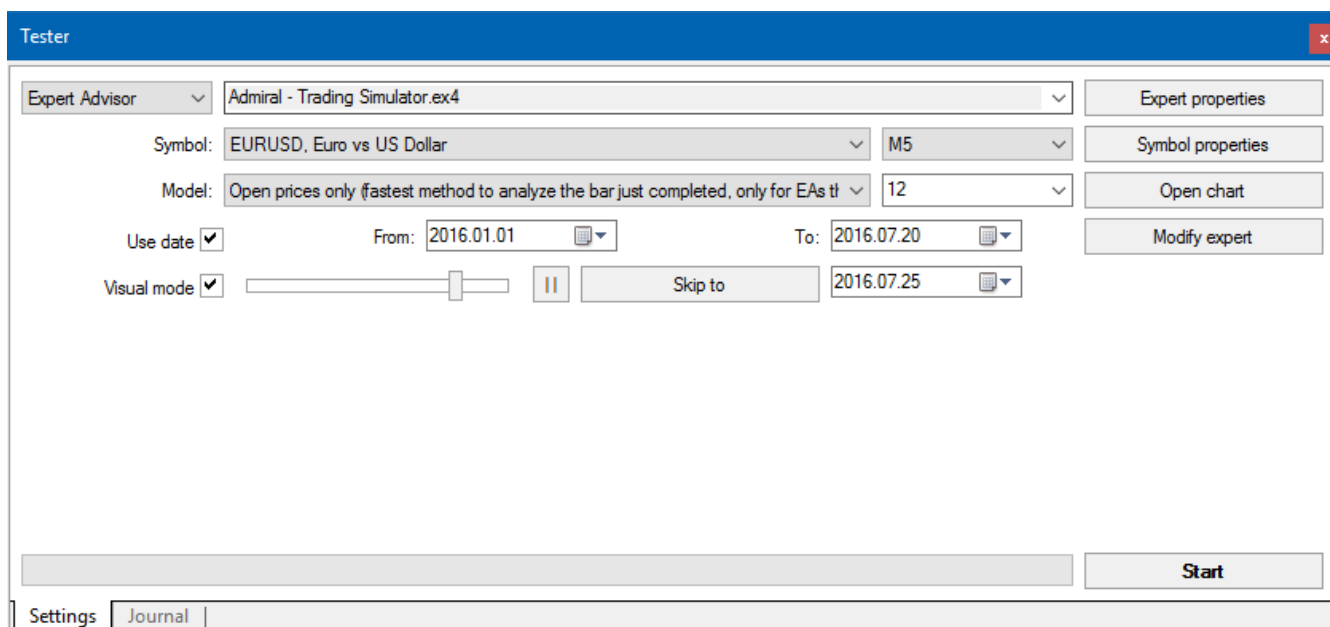 Tester
x
Expert Advisor Admiral - Trading Simulator.ex4 Expert properties
Symbol: EURUSD, Euro vs US Dollar M5 Symbol properties
Model: Open prices only (fastest method to analyze the bar just completed, only for EAs th 12 Open chart
Use date From: 2016.01.01 To: 2016.07.20 Modify expert
Visual mode Skip to 2016.07.25
Start
Settings Journal